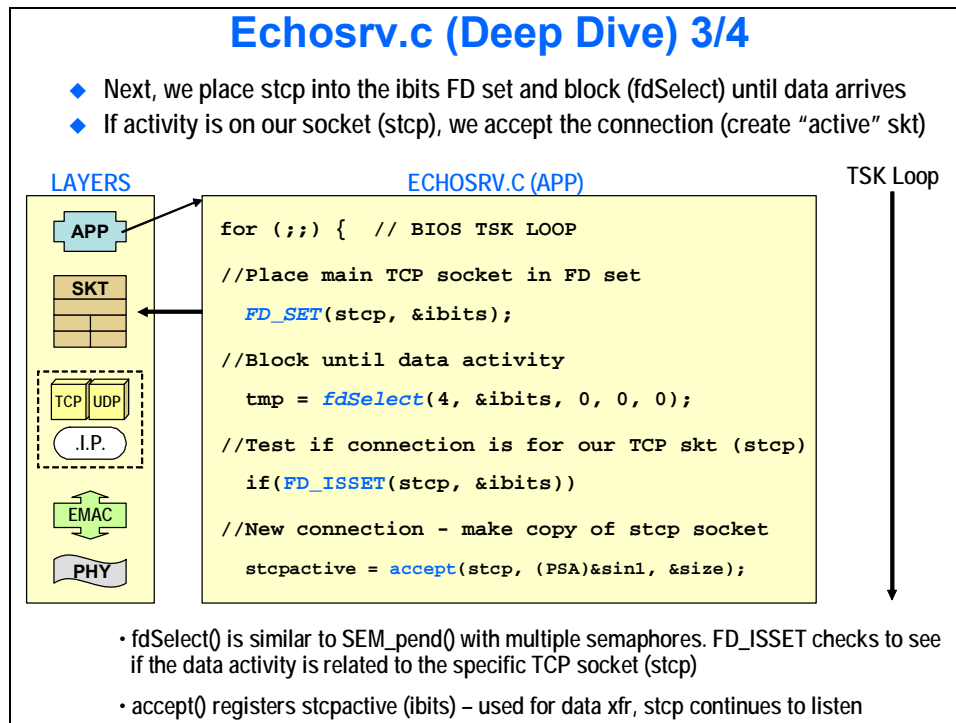 Echosrv.c (Deep Dive) 3/4
◆ Next, we place stcp into the ibits FD set and block (fdSelect) until data arrives
◆ If activity is on our socket (stcp), we accept the connection (create “active” skt)
LAYERS
ECHOSRV.C (APP)
TSK Loop
APP
SKT
TCP UDP
.I.P.
EMAC
PHY
for (;;) { // BIOS TSK LOOP
//Place main TCP socket in FD set
FD_SET(stcp, &ibits);
//Block until data activity
tmp = fdSelect(4, &ibits, 0, 0, 0);
//Test if connection is for our TCP skt (stcp)
if(FD_ISSET(stcp, &ibits))
//New connection - make copy of stcp socket
stcpactive = accept(stcp, (PSA)&sin1, &size);
• fdSelect() is similar to SEM_pend() with multiple semaphores. FD_ISSET checks to see
if the data activity is related to the specific TCP socket (stcp)
• accept() registers stcpactive (ibits) – used for data xfr, stcp continues to listen